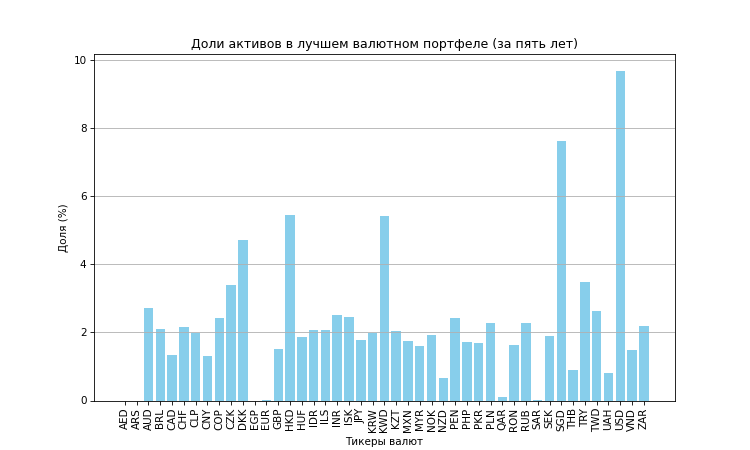 Доли активов в лучшем валютном портфеле (за пять лет)
10
8
6
4
2
0
Доля (%)
AED ARS AUD BRL CAD CHF CLP CNY COP CZK DKK EGP EUR GBP HKD HUF IDR ILS INR ISK JPY KRW KWD KZT MXN MYR NOK NZD PEN PHP PKR PLN QAR RON RUB SAR SEK SGD THB TRY TWD UAH USD VND ZAR
Тикеры валют